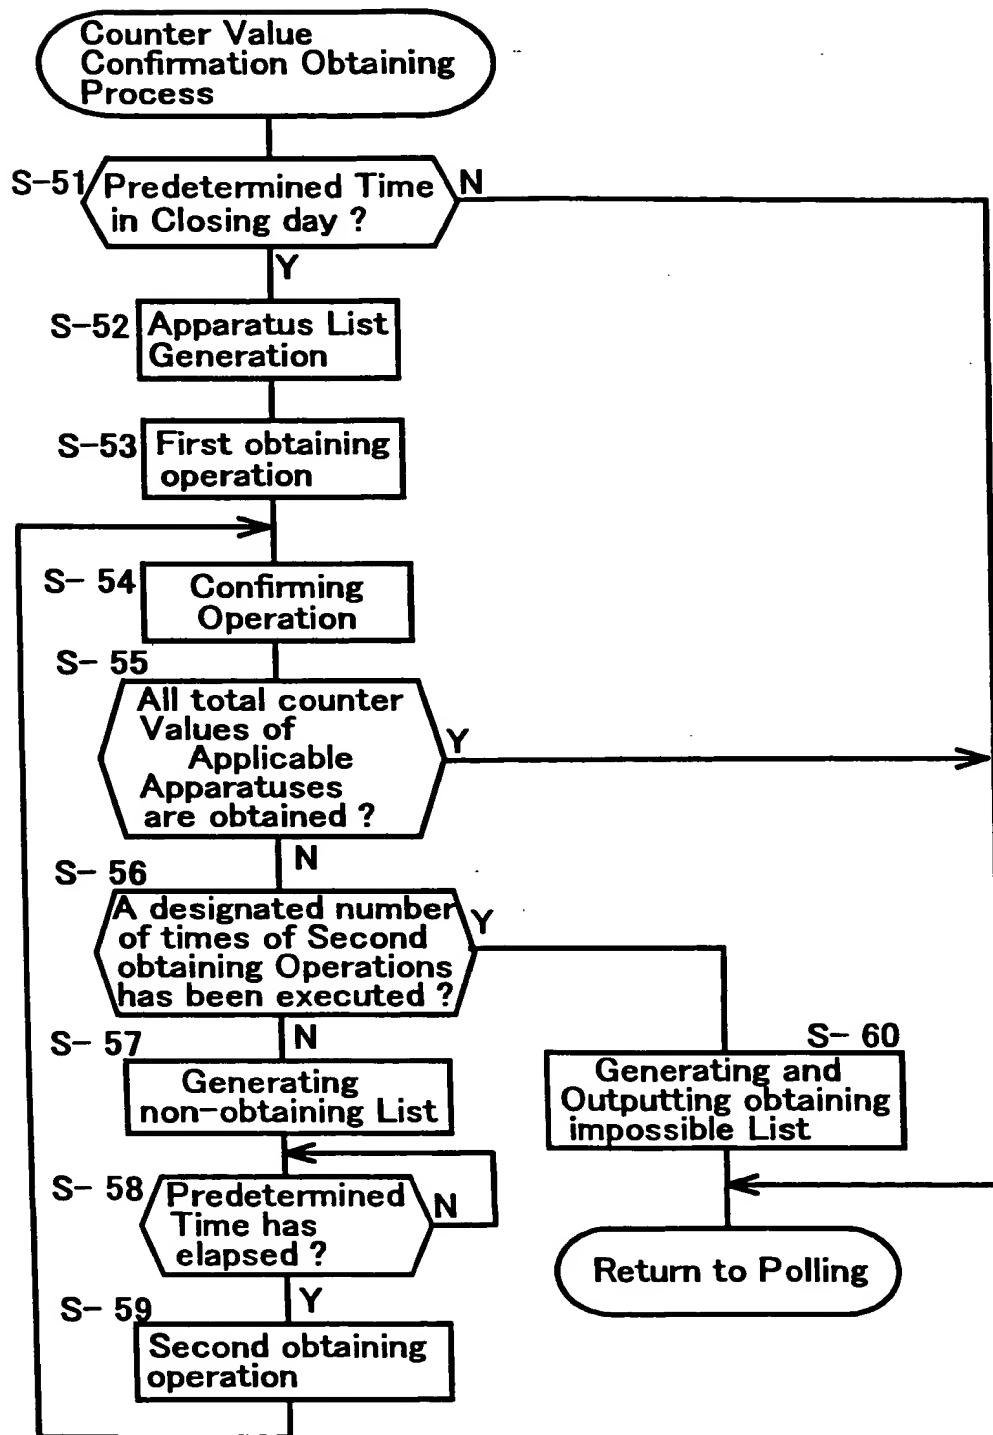 Counter Value
Confirmation Obtaining
Process
S-51
Predetermined Time
in Closing day ?
N
Y
S-52
Apparatus List
Generation
S-53
First obtaining
operation
S- 54
Confirming
Operation
S- 55
All total counter
Values of
Applicable
Apparatuses
are obtained ?
Y
N
S- 56
A designated number
of times of Second
obtaining Operations
has been executed ?
Y
N
S- 57
Generating
non-obtaining List
S- 60
Generating and
Outputting obtaining
impossible List
S- 58
Predetermined
Time has
elapsed ?
N
Y
Return to Polling
S- 59
Second obtaining
operation